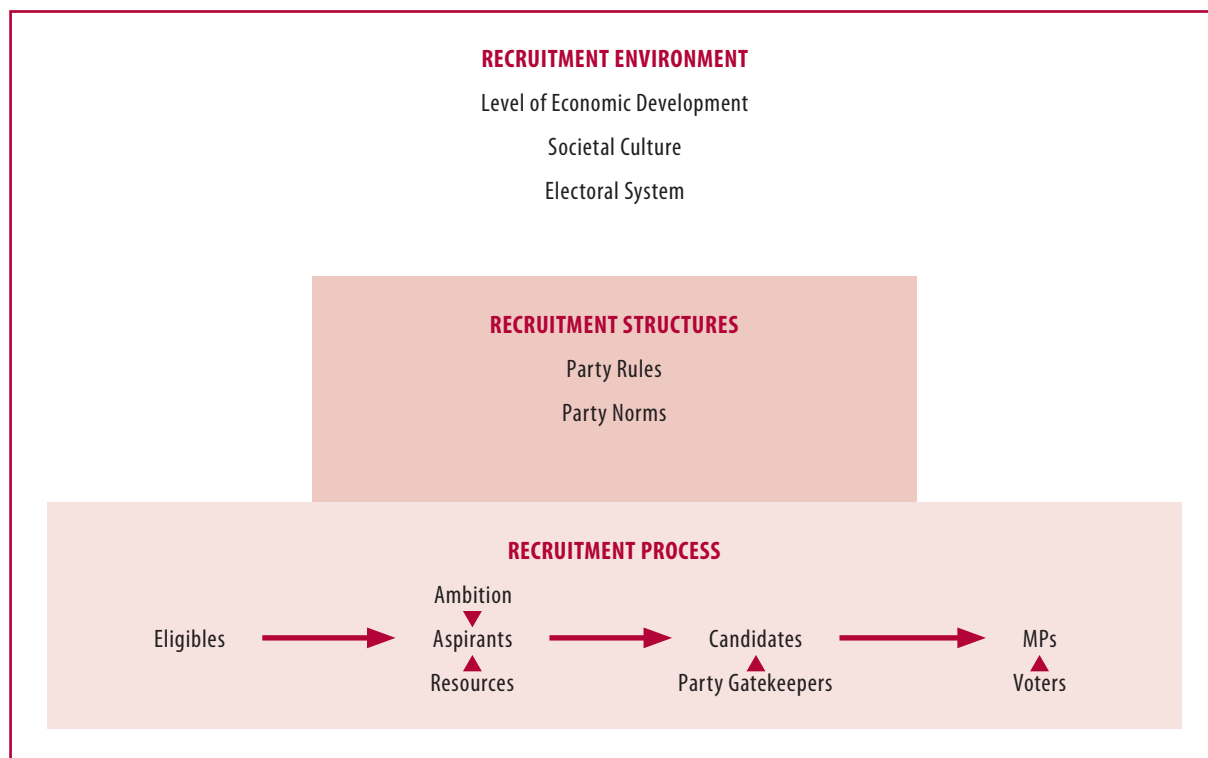 RECRUITMENT ENVIRONMENT
Level of Economic Development
Societal Culture
Electoral System
RECRUITMENT STRUCTURES
Party Rules
Party Norms
RECRUITMENT PROCESS
Ambition
Eligibles Aspirants Candidates MPs
Resources Party Gatekeepers Voters